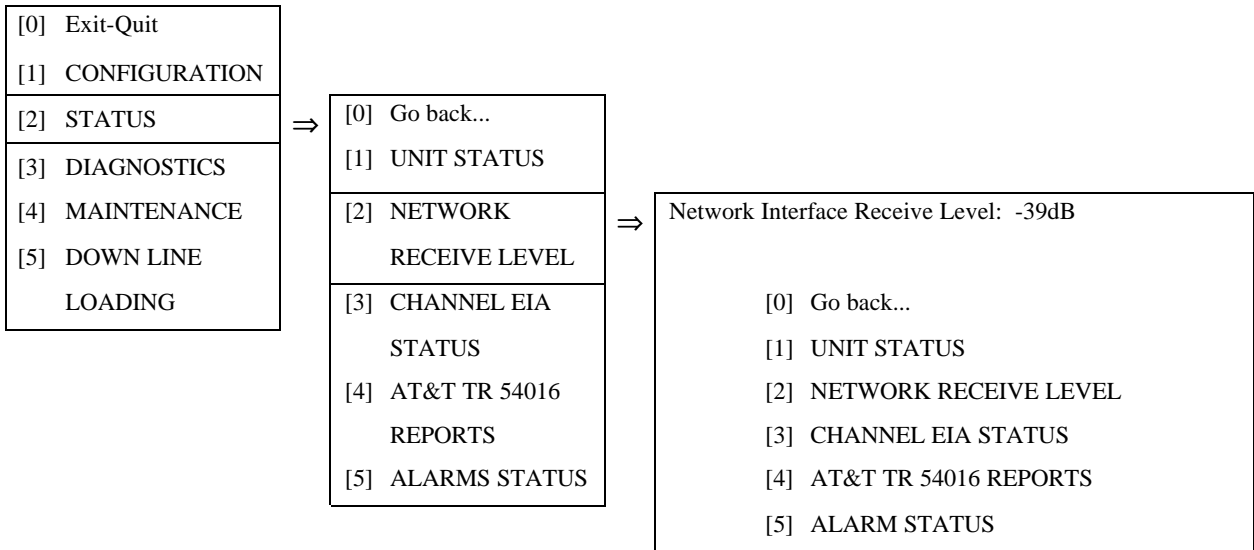 [0] Exit-Quit
[1] CONFIGURATION
[2] STATUS
[3] DIAGNOSTICS
[4] MAINTENANCE
[5] DOWN LINE
LOADING
⇒
[0] Go back...
[1] UNIT STATUS
[2] NETWORK
RECEIVE LEVEL
[3] CHANNEL EIA
STATUS
[4] AT&T TR 54016
REPORTS
[5] ALARMS STATUS
⇒
Network Interface Receive Level: -39dB
[0] Go back...
[1] UNIT STATUS
[2] NETWORK RECEIVE LEVEL
[3] CHANNEL EIA STATUS
[4] AT&T TR 54016 REPORTS
[5] ALARM STATUS